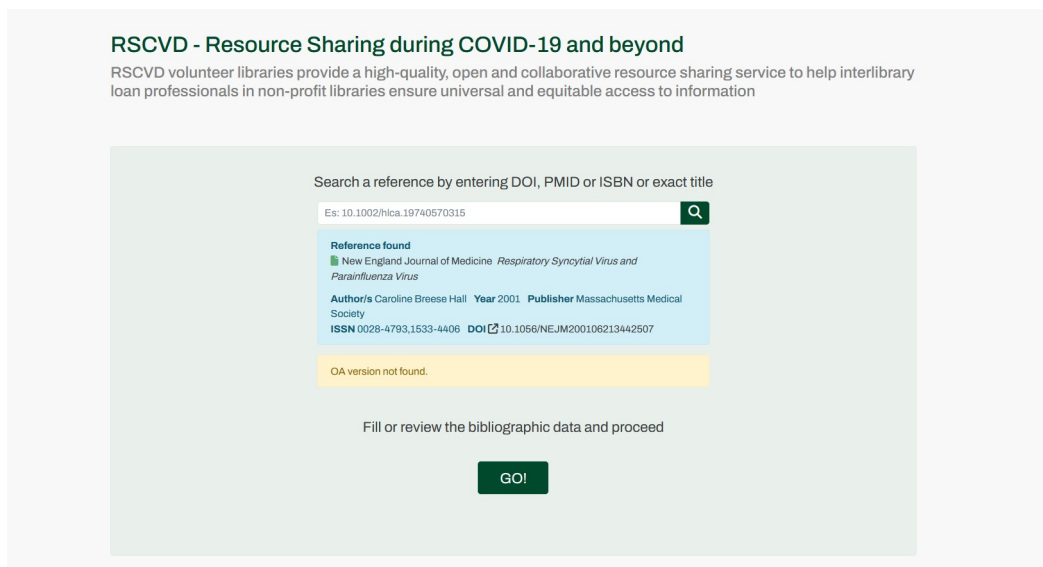 RSCVD - Resource Sharing during COVID-19 and beyond
RSCVD volunteer libraries provide a high-quality, open and collaborative resource sharing service to help interlibrary
loan professionals in non-profit libraries ensure universal and equitable access to information
Search a reference by entering DOI, PMID or ISBN or exact title
Es: 10.1002/hlca.19740570315
Reference found
New England Journal of Medicine Respiratory Syncytial Virus and
Parainfluenza Virus
Author/s Caroline Breese Hall Year 2001 Publisher Massachusetts Medical
Society
ISSN 0028-4793,1533-4406 DOI 10.1056/NEJM200106213442507
OA version not found.
Fill or review the bibliographic data and proceed
GO!